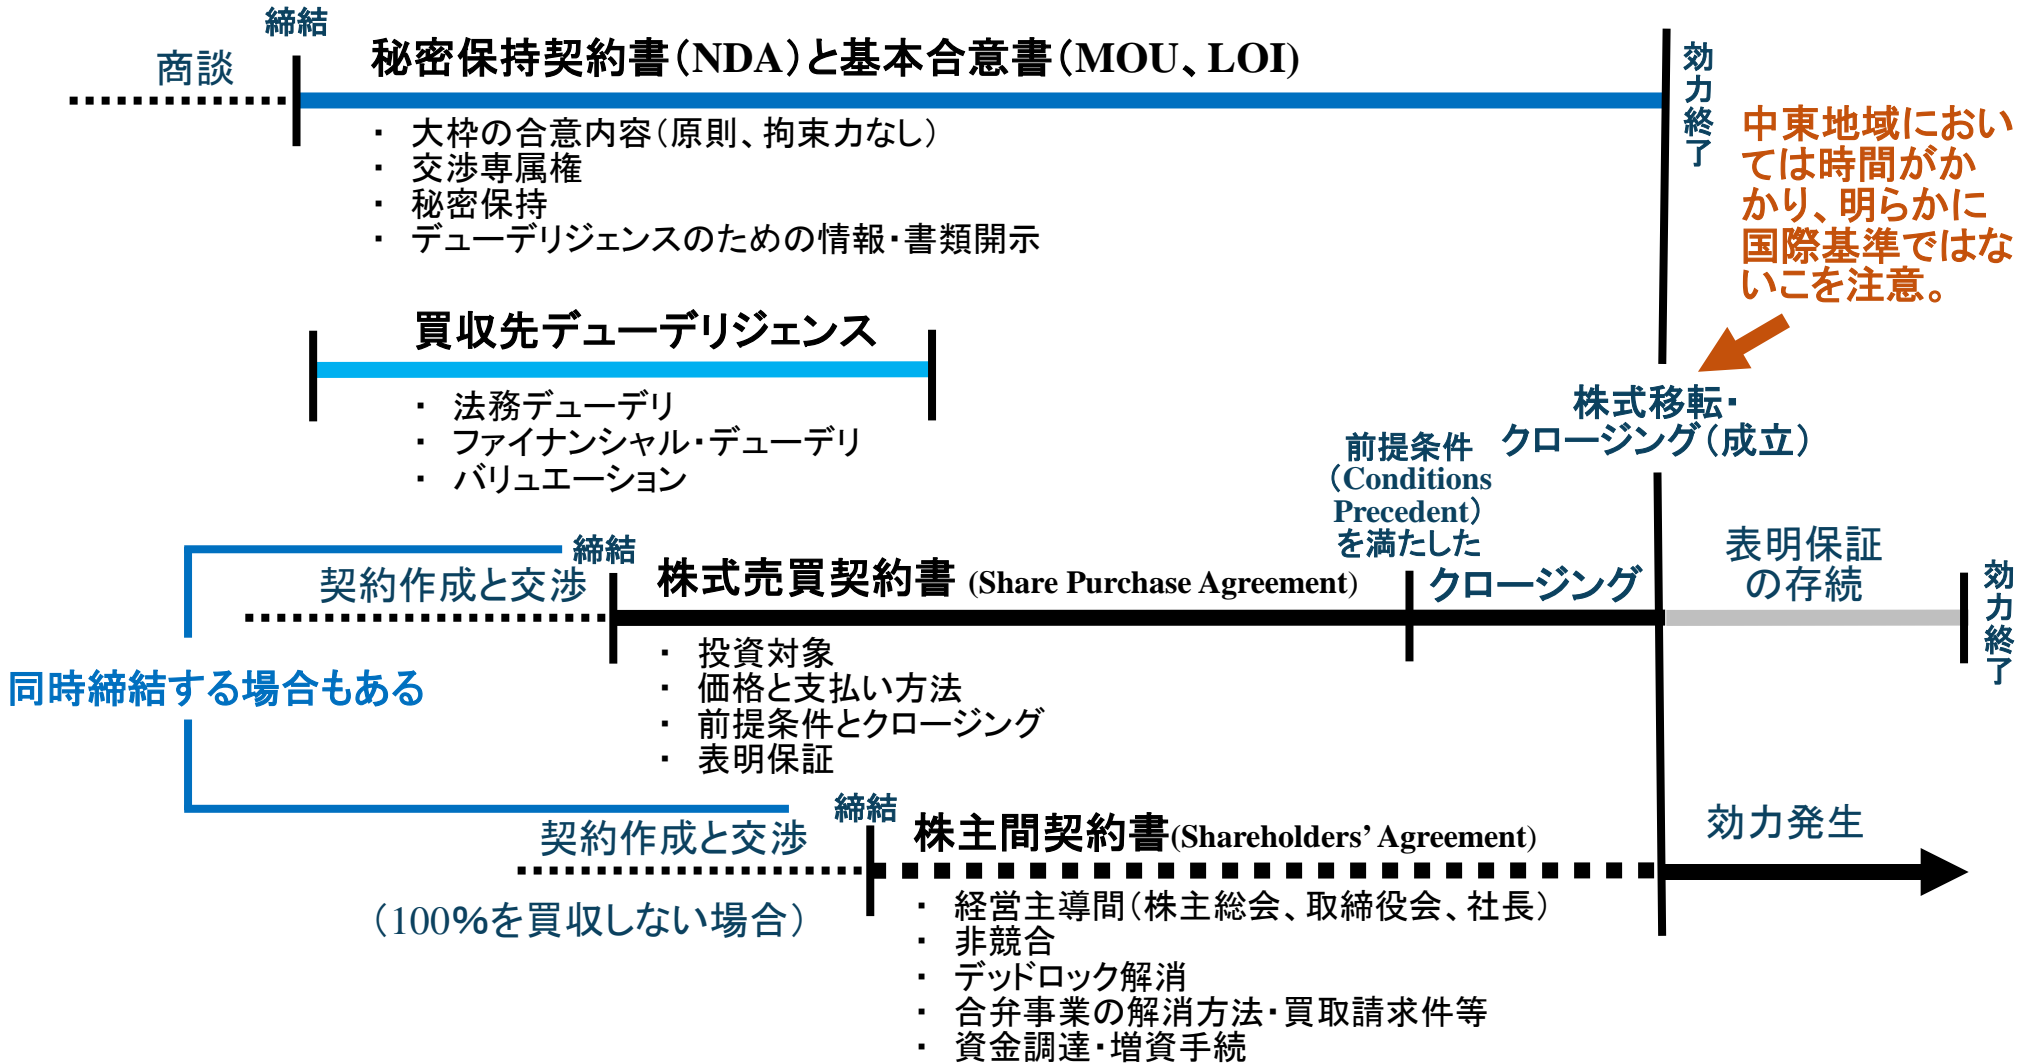 締結
商談
秘密保持契約書（NDA）と基本合意書（MOU、LOI)
・ 大枠の合意内容（原則、拘束力なし）
・ 交渉専属権
・ 秘密保持
・ デューデリジェンスのための情報・書類開示
効力終了
中東地域におい
ては時間がか
かり、明らかに
国際基準ではな
いこを注意。
買収先デューデリジェンス
・ 法務デューデリ
・ ファイナンシャル・デューデリ
・ バリュエーション
株式移転・
クロージング（成立）
前提条件
（Conditions
Precedent）
を満たした
締結
契約作成と交渉
株式売買契約書 (Share Purchase Agreement)
クロージング
表明保証
の存続
効力終了
・ 投資対象
・ 価格と支払い方法
・ 前提条件とクロージング
・ 表明保証
同時締結する場合もある
締結
契約作成と交渉
（100%を買収しない場合）
株主間契約書(Shareholders’ Agreement)
効力発生
・ 経営主導間（株主総会、取締役会、社長）
・ 非競合
・ デッドロック解消
・ 合弁事業の解消方法・買取請求件等
・ 資金調達・増資手続